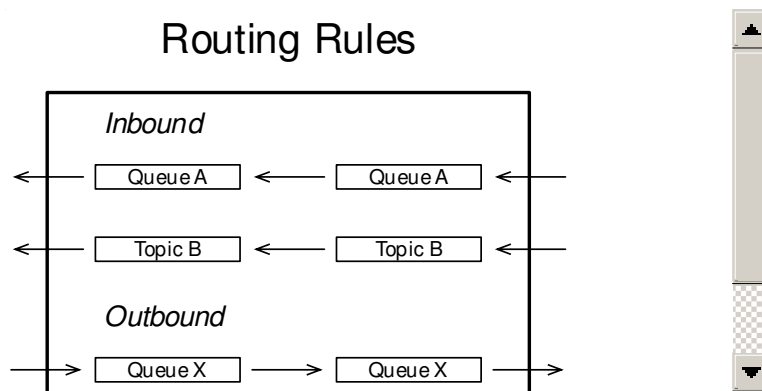 Routing Rules
Inbound
Queue A Queue A
Topic B Topic B
Outbound
Queue X Queue X